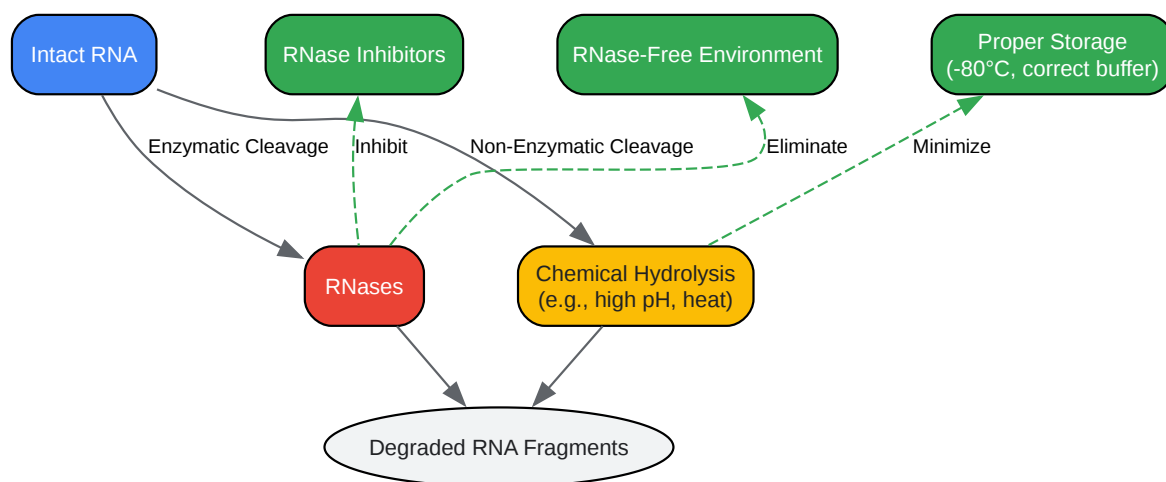 Intact RNA
RNase Inhibitors
RNase-Free Environment
Proper Storage
(-80°C, correct buffer)
Enzymatic Cleavage
Inhibit
Non-Enzymatic Cleavage
Eliminate
Minimize
RNases
Chemical Hydrolysis
(e.g., high pH, heat)
Degraded RNA Fragments